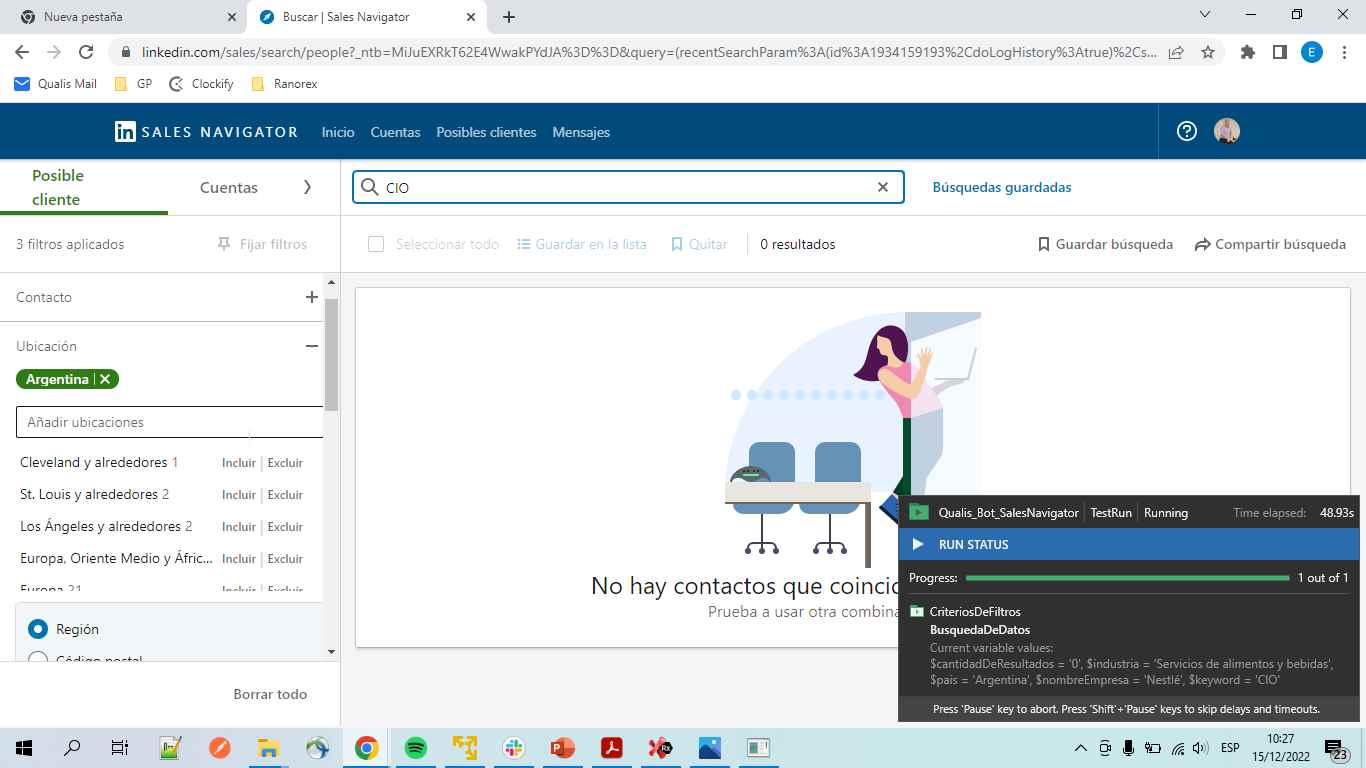 Nueva pestaña
Buscar | Sales Navigator
linkedin.com/sales/search/people?_ntb=MiJuEXRkT62E4WwakPYdJA%3D%3D&query=(recentSearchParam%3A(id%3A1934159193%2CdoLogHistory%3Atrue)%2Cs...
E
Qualis Mail
GP
Clockify
Ranorex
in SALES NAVIGATOR
Inicio
Cuentas
Posibles clientes
Mensajes
Posible
cliente
Cuentas
CIO
Búsquedas guardadas
3 filtros aplicados
Fijar filtros
Seleccionar todo
Guardar en la lista
Quitar
0 resultados
Guardar búsqueda
Compartir búsqueda
Contacto
Ubicación
Argentina
Añadir ubicaciones
Cleveland y alrededores 1 Incluir | Excluir
St. Louis y alrededores 2 Incluir | Excluir
Los Ángeles y alrededores 2 Incluir | Excluir
Europa, Oriente Medio y Áfric... Incluir | Excluir
Europa 21 Incluir | Excluir
Región
Código postal
Borrar todo
No hay contactos que coincid
Prueba a usar otra combina
Qualis_Bot_SalesNavigator | TestRun | Running Time elapsed: 48.93s
RUN STATUS
Progress: 1 out of 1
CriteriosDeFiltros
BusquedaDeDatos
Current variable values:
$cantidadDeResultados = '0', $industria = 'Servicios de alimentos y bebidas',
$pais = 'Argentina', $nombreEmpresa = 'Nestlé', $keyword = 'CIO'
Press 'Pause' key to abort. Press 'Shift'+'Pause' keys to skip delays and timeouts.
ESP
10:27
15/12/2022
23